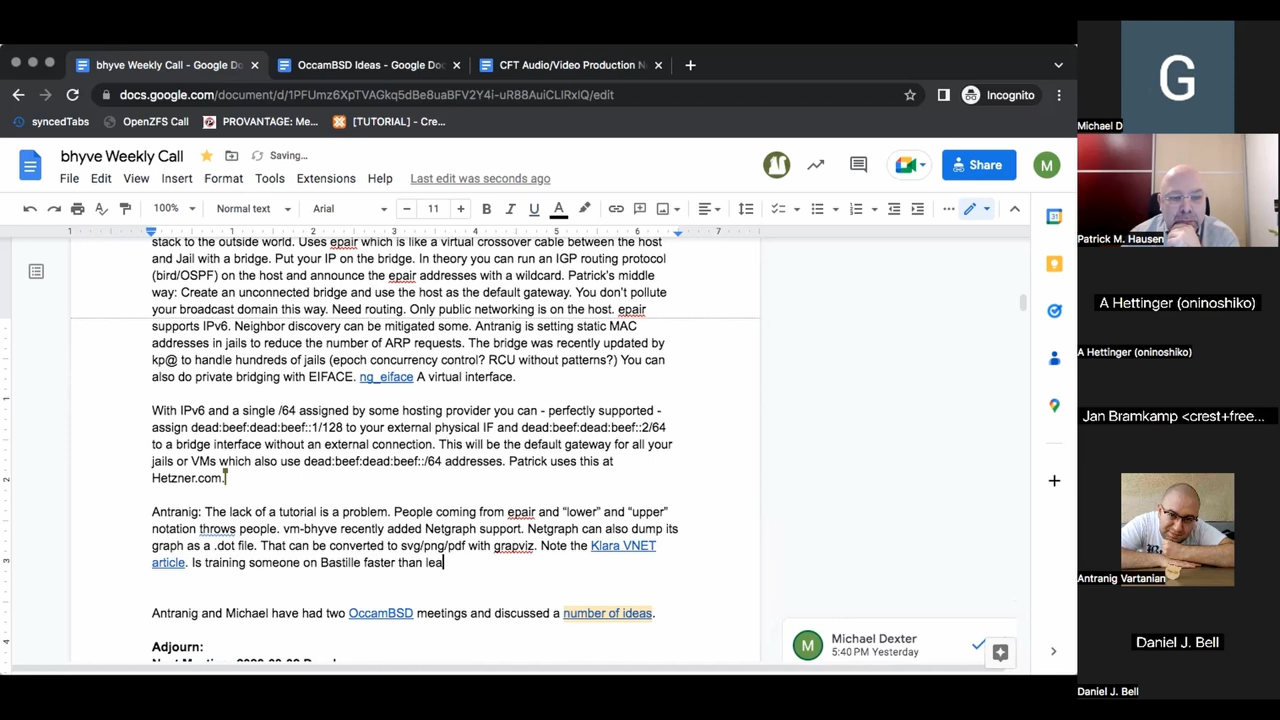 bhyve Weekly Call - Google Do
OccamBSD Ideas - Google Doc
CFT Audio/Video Production N
docs.google.com/document/d/1PFUmz6XpTVAGkq5dBe8uaBFV2Y4i-uR88AuiCLIRxIQ/edit
Incognito
syncedTabs
OpenZFS Call
PROVANTAGE: Me...
[TUTORIAL] - Cre...
bhyve Weekly Call
Saving...
File Edit View Insert Format Tools Extensions Help Last edit was seconds ago
Share
M
100% Normal text Arial 11 B I U A
1 1 2 3 4 5 6 7
stack to the outside world. Uses epair which is like a virtual crossover cable between the host
and Jail with a bridge. Put your IP on the bridge. In theory you can run an IGP routing protocol
(bird/OSPF) on the host and announce the epair addresses with a wildcard. Patrick's middle
way: Create an unconnected bridge and use the host as the default gateway. You don't pollute
your broadcast domain this way. Need routing. Only public networking is on the host. epair
supports IPv6. Neighbor discovery can be mitigated some. Antranig is setting static MAC
addresses in jails to reduce the number of ARP requests. The bridge was recently updated by
kp@ to handle hundreds of jails (epoch concurrency control? RCU without patterns?) You can
also do private bridging with EIFACE. ng_eiface A virtual interface.
With IPv6 and a single /64 assigned by some hosting provider you can - perfectly supported -
assign dead:beef:dead:beef::1/128 to your external physical IF and dead:beef:dead:beef::2/64
to a bridge interface without an external connection. This will be the default gateway for all your
jails or VMs which also use dead:beef:dead:beef::/64 addresses. Patrick uses this at
Hetzner.com.
Antranig: The lack of a tutorial is a problem. People coming from epair and “lower” and “upper”
notation throws people. vm-bhyve recently added Netgraph support. Netgraph can also dump its
graph as a .dot file. That can be converted to svg/png/pdf with grapviz. Note the Klara VNET
article. Is training someone on Bastille faster than lea
Antranig and Michael have had two OccamBSD meetings and discussed a number of ideas.
Adjourn:
M
Michael Dexter
5:40 PM Yesterday
G
Michael D
Patrick M. Hausen
A Hettinger (oninoshiko)
A Hettinger (oninoshiko)
Jan Bramkamp <crest+free...
Antranig Vartanian
Daniel J. Bell
Daniel J. Bell